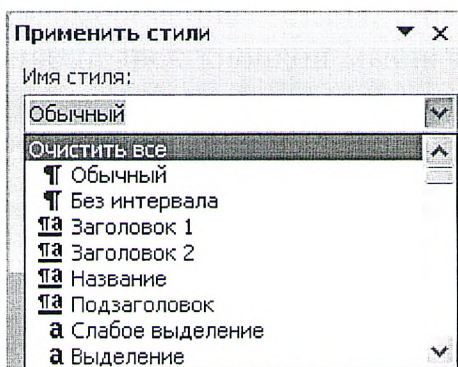 Применить стили
Имя стиля:
Обычный
Очистить все
¶ Обычный
¶ Без интервала
¶a Заголовок 1
¶a Заголовок 2
¶a Название
¶a Подзаголовок
a Слабое выделение
a Выделение